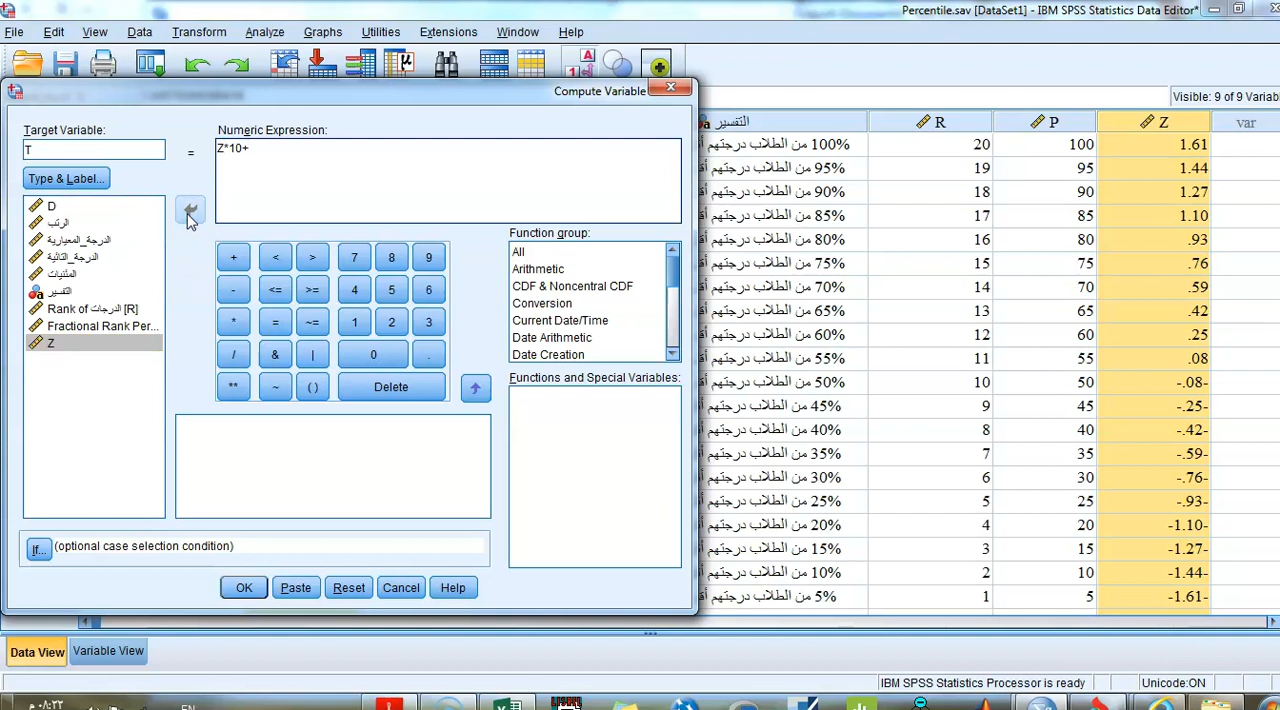 Percentile.sav [DataSet1] - IBM SPSS Statistics Data Editor*
File Edit View Data Transform Analyze Graphs Utilities Extensions Window Help
Compute Variable
Visible: 9 of 9 Variab
Target Variable:
Numeric Expression:
T
=
Z*10+
Type & Label...
D
الرتب
الدرجة_المعيارية
الدرجة_التائية
المئنيات
التفسير
Rank of الدرجات [R]
Fractional Rank Per...
Z
+ < > 7 8 9
- <= >= 4 5 6
* = ~= 1 2 3
/ & | 0 .
** ~ ( ) Delete
Function group:
All
Arithmetic
CDF & Noncentral CDF
Conversion
Current Date/Time
Date Arithmetic
Date Creation
Functions and Special Variables:
If...
(optional case selection condition)
OK Paste Reset Cancel Help
التفسير R P Z var
100% من الطلاب درجتهم 20 100 1.61
95% من الطلاب درجتهم 19 95 1.44
90% من الطلاب درجتهم 18 90 1.27
85% من الطلاب درجتهم 17 85 1.10
80% من الطلاب درجتهم 16 80 .93
75% من الطلاب درجتهم 15 75 .76
70% من الطلاب درجتهم 14 70 .59
65% من الطلاب درجتهم 13 65 .42
60% من الطلاب درجتهم 12 60 .25
55% من الطلاب درجتهم 11 55 .08
50% من الطلاب درجتهم 10 50 -.08-
45% من الطلاب درجتهم 9 45 -.25-
40% من الطلاب درجتهم 8 40 -.42-
35% من الطلاب درجتهم 7 35 -.59-
30% من الطلاب درجتهم 6 30 -.76-
25% من الطلاب درجتهم 5 25 -.93-
20% من الطلاب درجتهم 4 20 -1.10-
15% من الطلاب درجتهم 3 15 -1.27-
10% من الطلاب درجتهم 2 10 -1.44-
5% من الطلاب درجتهم 1 5 -1.61-
Data View Variable View
IBM SPSS Statistics Processor is ready
Unicode:ON
EN